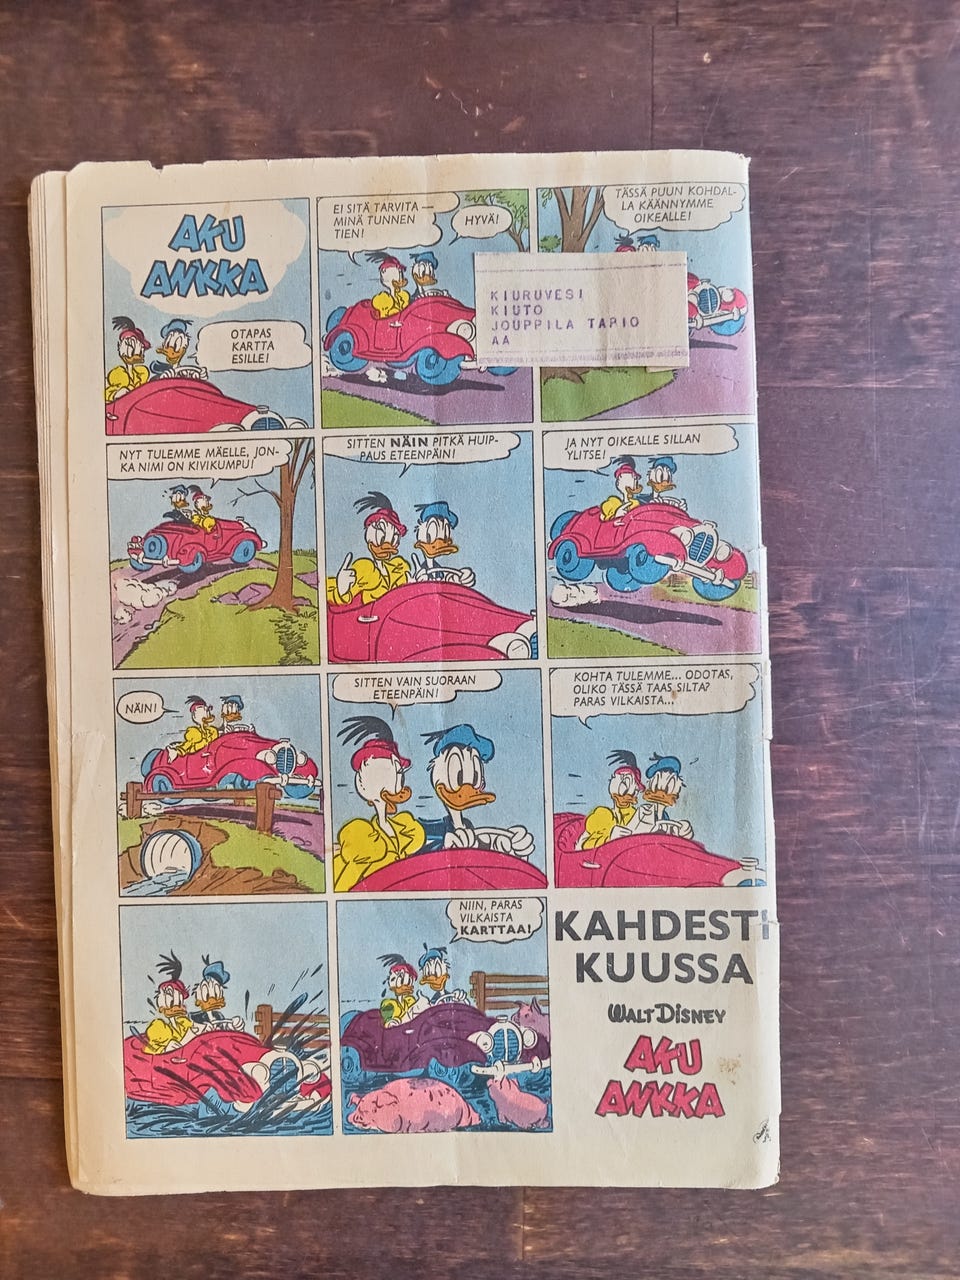 AKU
ANKKA
OTAPAS
KARTTA
ESILLE!
EI SITÄ TARVITA —
MINÄ TUNNEN
TIEN!
HYVÄ!
TÄSSÄ PUUN KOHDAL-
LA KÄÄNNYMME
OIKEALLE!
KIURUVESI
KIUTO
JOUPPILA TAPIO
AA
NYT TULEMME MÄELLE, JON-
KA NIMI ON KIVIKUMPU!
SITTEN NÄIN PITKÄ HUIP-
PAUS ETEENPÄIN!
JA NYT OIKEALLE SILLAN
YLITSE!
NÄIN!
SITTEN VAIN SUORAAN
ETEENPÄIN!
KOHTA TULEMME... ODOTAS,
OLIKO TÄSSÄ TAAS SILTA?
PARAS VILKAISTA...
NIIN, PARAS
VILKAISTA
KARTTAA!
KAHDESTI
KUUSSA
WALT DISNEY
AKU
ANKKA